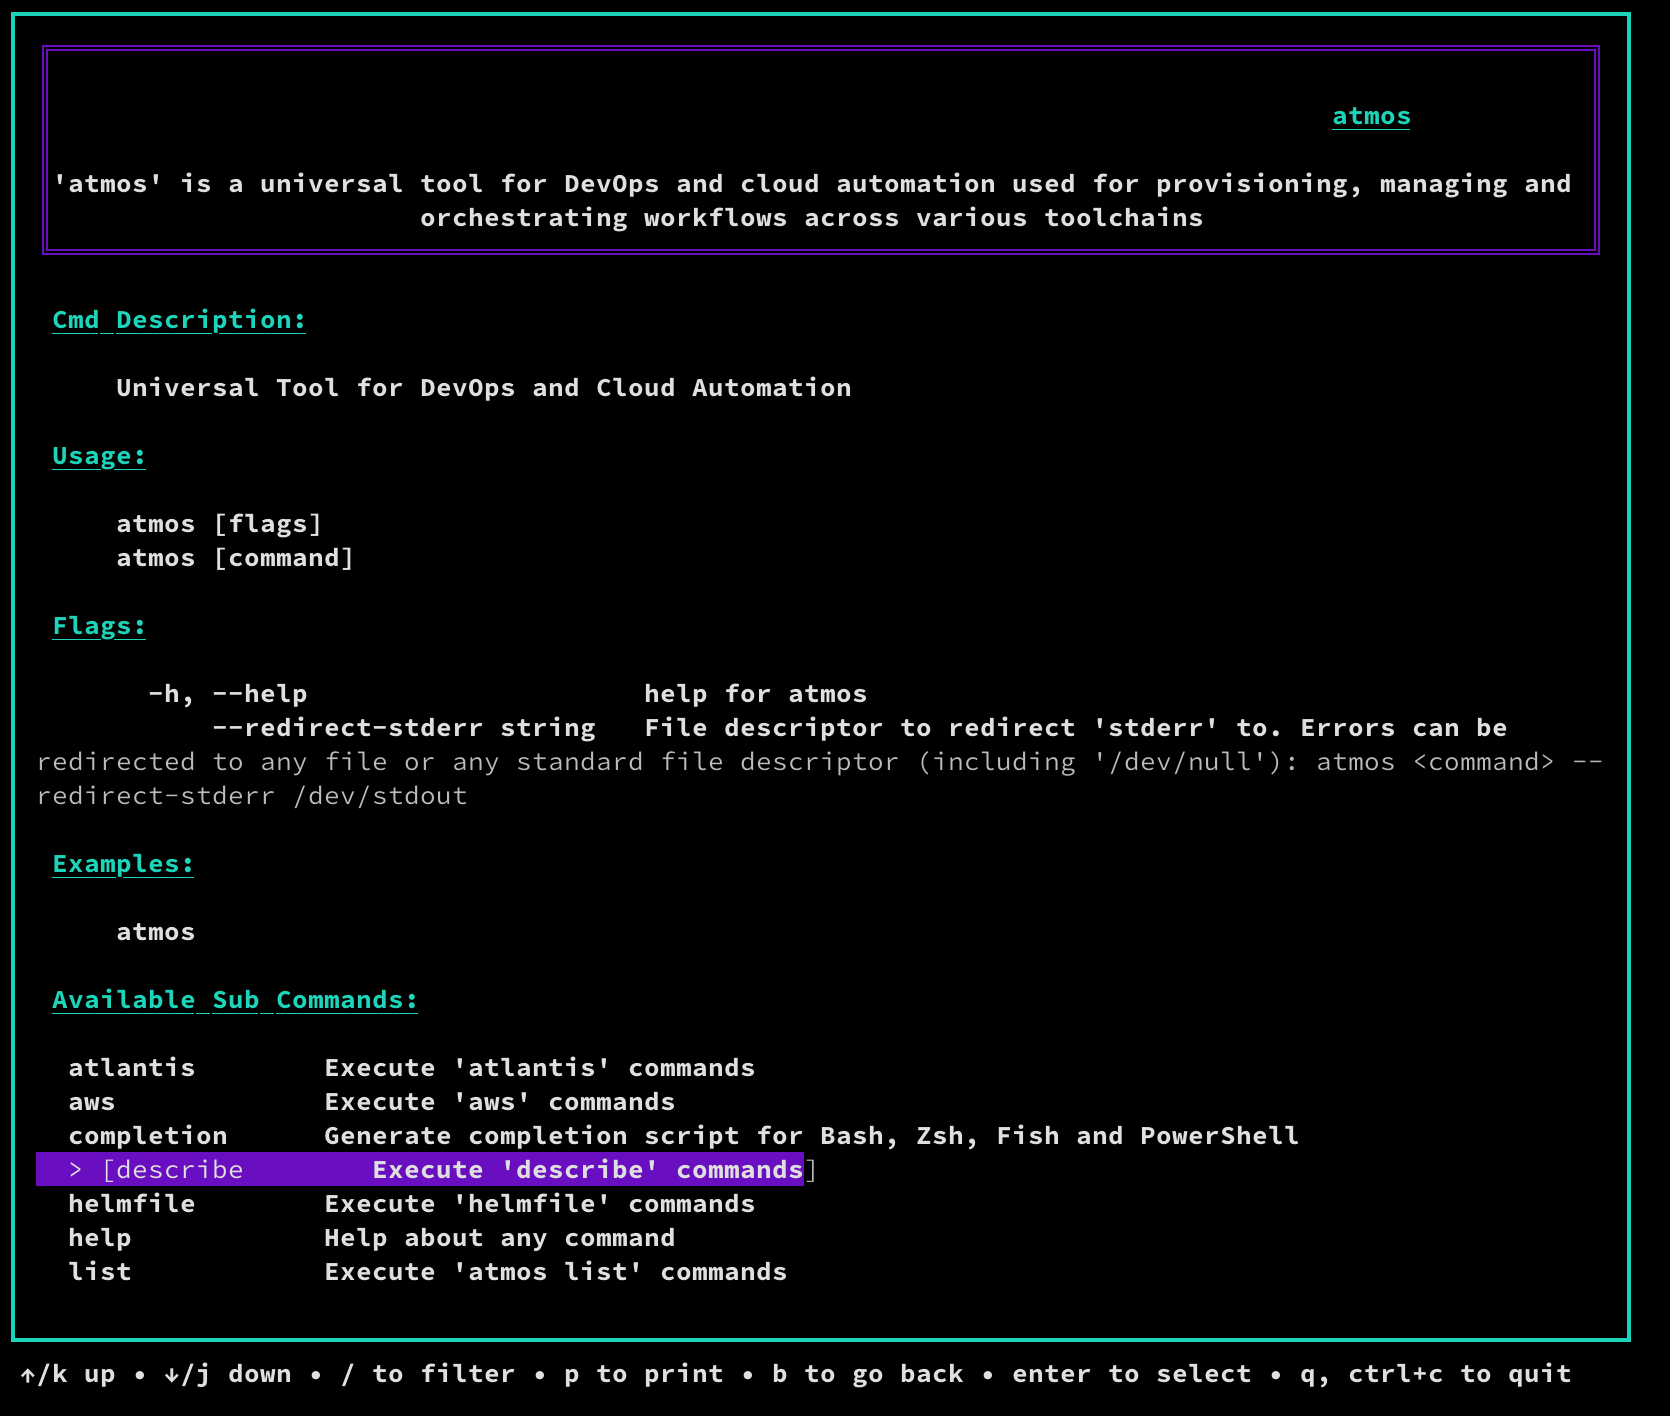 atmos
'atmos' is a universal tool for DevOps and cloud automation used for provisioning, managing and
orchestrating workflows across various toolchains
Cmd Description:
Universal Tool for DevOps and Cloud Automation
Usage:
atmos [flags]
atmos [command]
Flags:
-h, --help help for atmos
--redirect-stderr string File descriptor to redirect 'stderr' to. Errors can be
redirected to any file or any standard file descriptor (including '/dev/null'): atmos <command> --
redirect-stderr /dev/stdout
Examples:
atmos
Available Sub Commands:
atlantis Execute 'atlantis' commands
aws Execute 'aws' commands
completion Generate completion script for Bash, Zsh, Fish and PowerShell
> [describe Execute 'describe' commands]
helmfile Execute 'helmfile' commands
help Help about any command
list Execute 'atmos list' commands
↑/k up • ↓/j down • / to filter • p to print • b to go back • enter to select • q, ctrl+c to quit